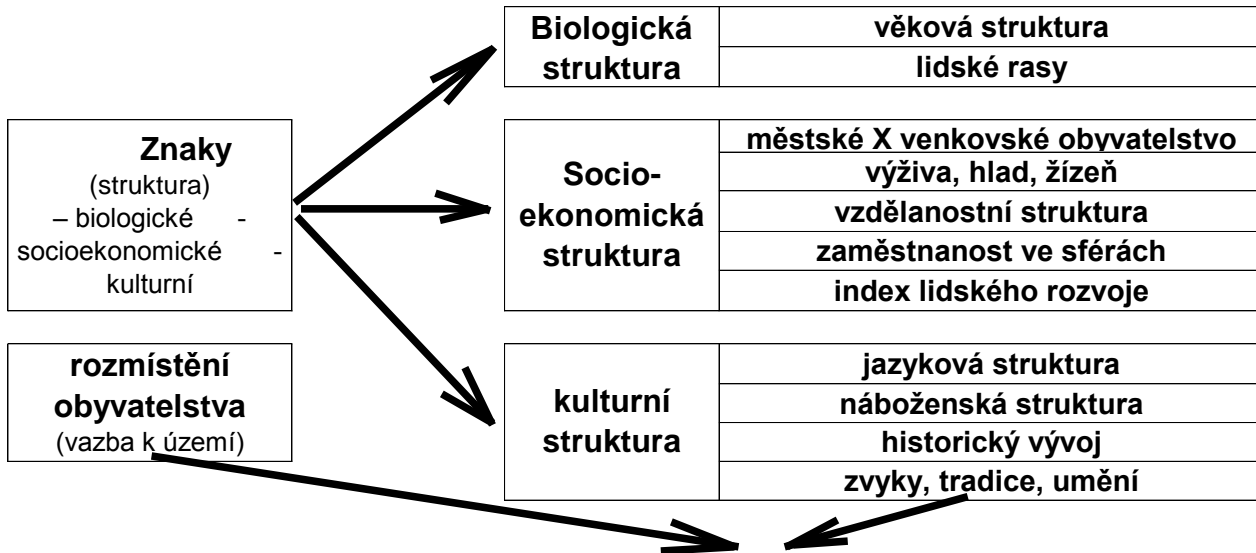 Znaky
(struktura)
– biologické -
socioekonomické -
kulturní
rozmístění
obyvatelstva
(vazba k území)
Biologická
struktura
věková struktura
lidské rasy
Socio-
ekonomická
struktura
městské X venkovské obyvatelstvo
výživa, hlad, žízeň
vzdělanostní struktura
zaměstnanost ve sférách
index lidského rozvoje
kulturní
struktura
jazyková struktura
náboženská struktura
historický vývoj
zvyky, tradice, umění